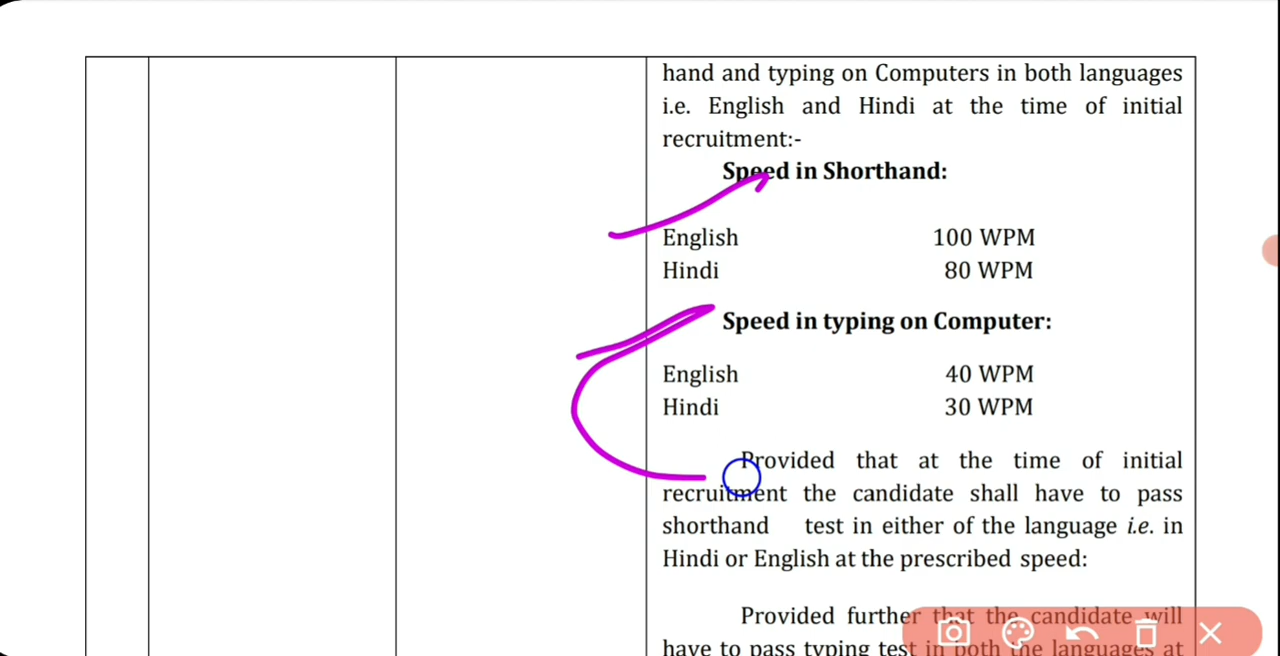 hand and typing on Computers in both languages
i.e. English and Hindi at the time of initial
recruitment:-
Speed in Shorthand:
English 100 WPM
Hindi 80 WPM
Speed in typing on Computer:
English 40 WPM
Hindi 30 WPM
Provided that at the time of initial
recruitment the candidate shall have to pass
shorthand test in either of the language i.e. in
Hindi or English at the prescribed speed:
Provided further that the candidate will
have to pass typing test in both the languages at